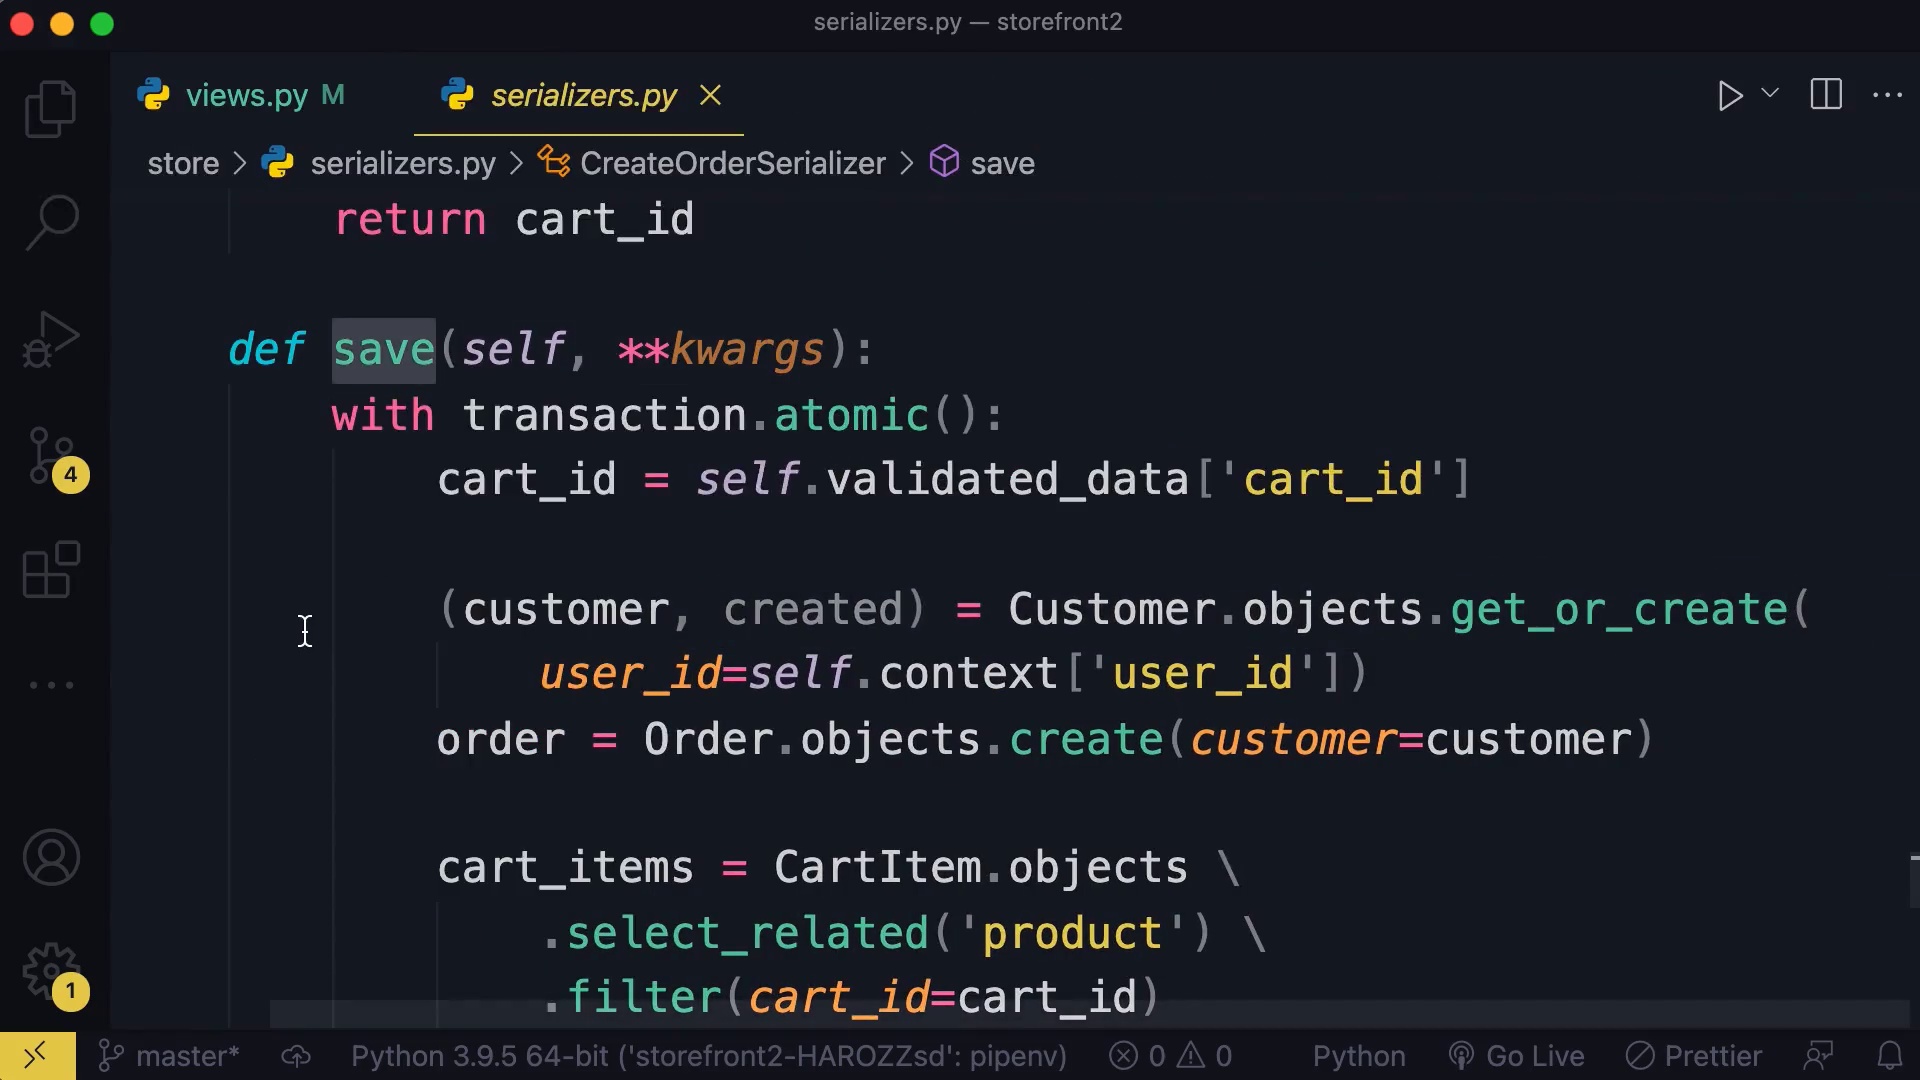 serializers.py — storefront2
views.py M serializers.py
store > serializers.py > CreateOrderSerializer > save
return cart_id
def save(self, **kwargs):
with transaction.atomic():
cart_id = self.validated_data['cart_id']
(customer, created) = Customer.objects.get_or_create(
user_id=self.context['user_id'])
order = Order.objects.create(customer=customer)
cart_items = CartItem.objects \
.select_related('product') \
.filter(cart_id=cart_id)
4
1
master* Python 3.9.5 64-bit ('storefront2-HAROZZsd': pipenv) 0 0 Python Go Live Prettier